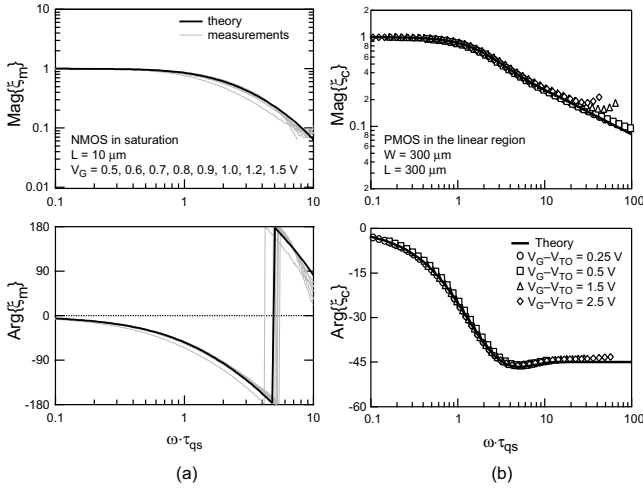 theory
measurements
Mag{ξm}
1
0.1
0.01
NMOS in saturation
L = 10 μm
VG = 0.5, 0.6, 0.7, 0.8, 0.9, 1.0, 1.2, 1.5 V
Arg{ξm}
180
90
0
-90
-180
0.1
1
10
ω·τqs
(a)
Mag{ξc}
2
1
8
6
4
2
0.1
8
6
4
2
PMOS in the linear region
W = 300 μm
L = 300 μm
0.1
1
10
100
Arg{ξc}
0
-15
-30
-45
-60
Theory
VG–VTO = 0.25 V
VG–VTO = 0.5 V
VG–VTO = 1.5 V
VG–VTO = 2.5 V
0.1
1
10
100
ω·τqs
(b)